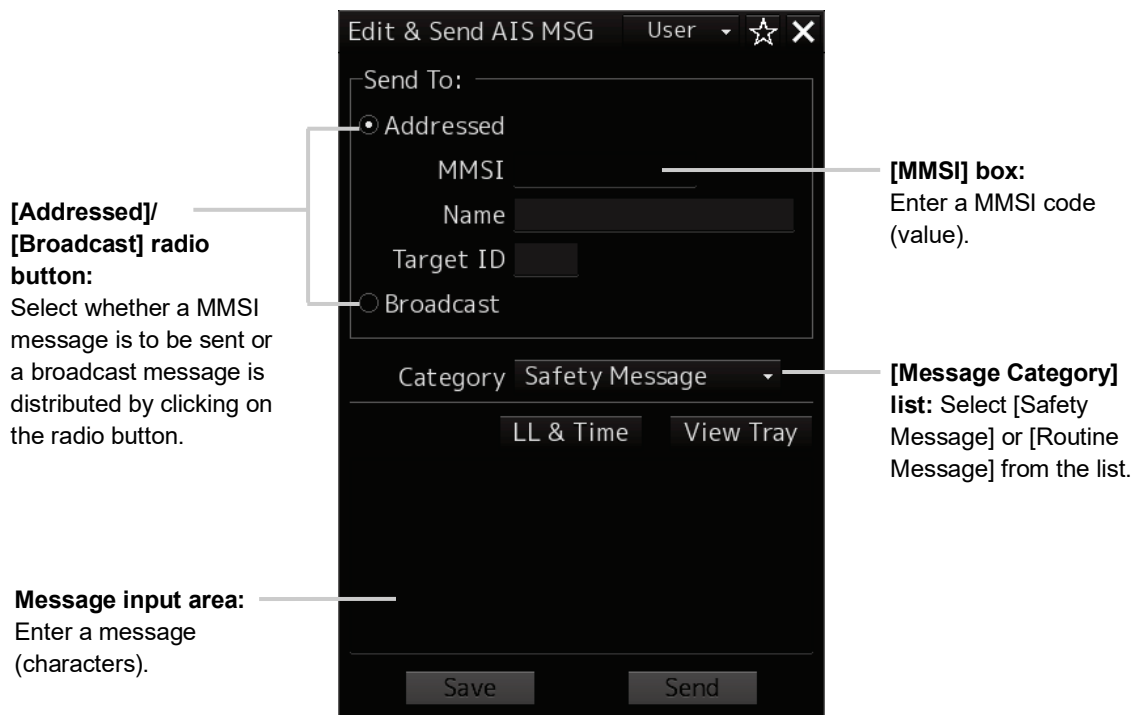 Edit & Send AIS MSG User
Send To:
Addressed
MMSI
Name
Target ID
Broadcast
Category Safety Message
LL & Time View Tray
Save Send
[Addressed]/
[Broadcast] radio
button:
Select whether a MMSI
message is to be sent or
a broadcast message is
distributed by clicking on
the radio button.
Message input area:
Enter a message
(characters).
[MMSI] box:
Enter a MMSI code
(value).
[Message Category]
list: Select [Safety
Message] or [Routine
Message] from the list.